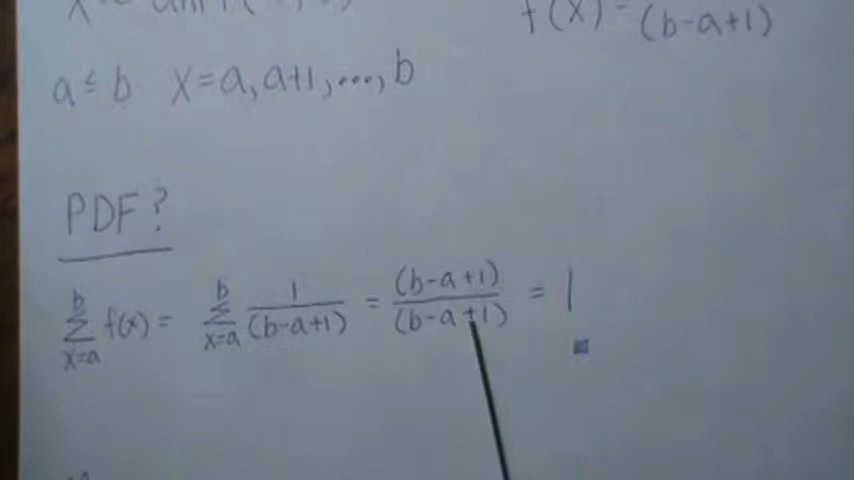 f(x) = (b-a+1)
a ≤ b x=a, a+1, ..., b
PDF?
b ∑ x=a f(x) = b ∑ x=a 1/(b-a+1) = (b-a+1)/(b-a+1) = 1